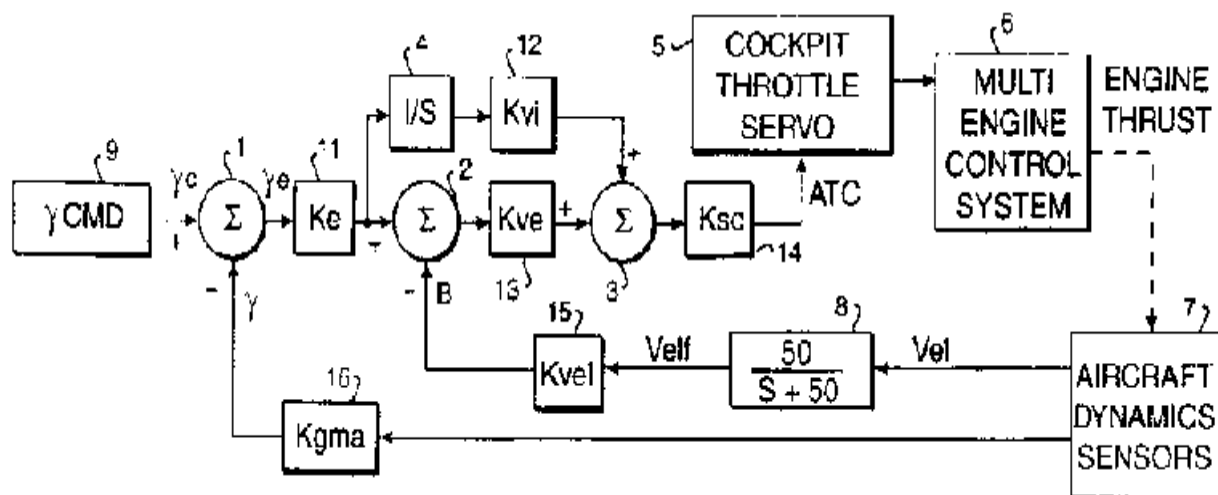 9
γ CMD
γc
+
1
Σ
-
γ
γe
11
Ke
4
I/S
12
Kvi
+
2
Σ
-
B
Kve
13
+
Σ
3
Ksc
14
ATC
5
COCKPIT
THROTTLE
SERVO
6
MULTI
ENGINE
CONTROL
SYSTEM
ENGINE
THRUST
7
AIRCRAFT
DYNAMICS
SENSORS
Vel
8
50
S + 50
Velf
15
Kvel
16
Kgma